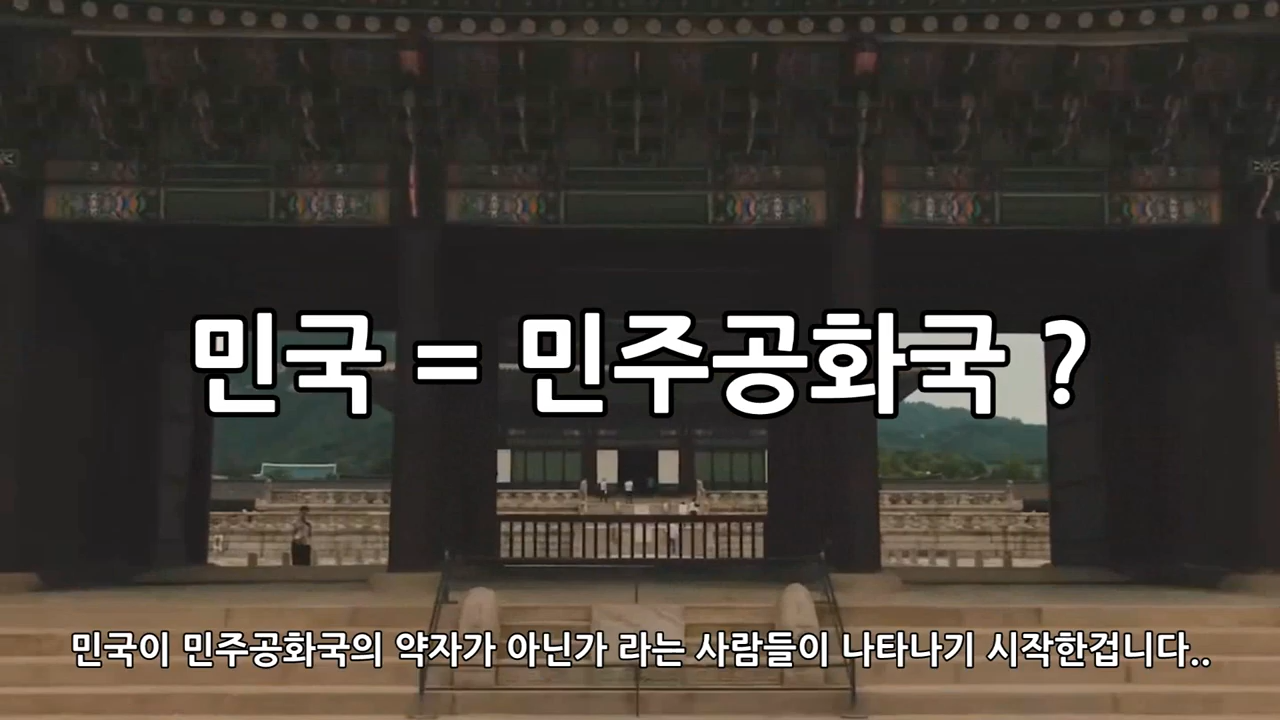 민국 = 민주공화국 ?
민국이 민주공화국의 약자가 아닌가 라는 사람들이 나타나기 시작한겁니다..